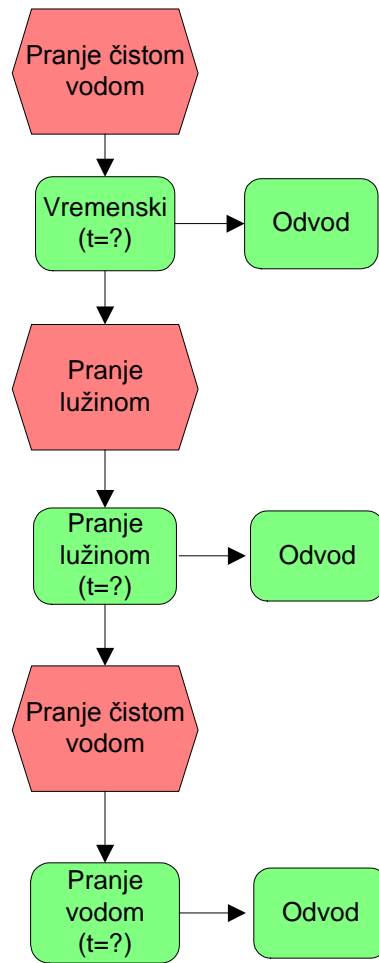 Pranje čistom
vodom
Vremenski
(t=?)
Odvod
Pranje
lužinom
Pranje
lužinom
(t=?)
Odvod
Pranje čistom
vodom
Pranje
vodom
(t=?)
Odvod